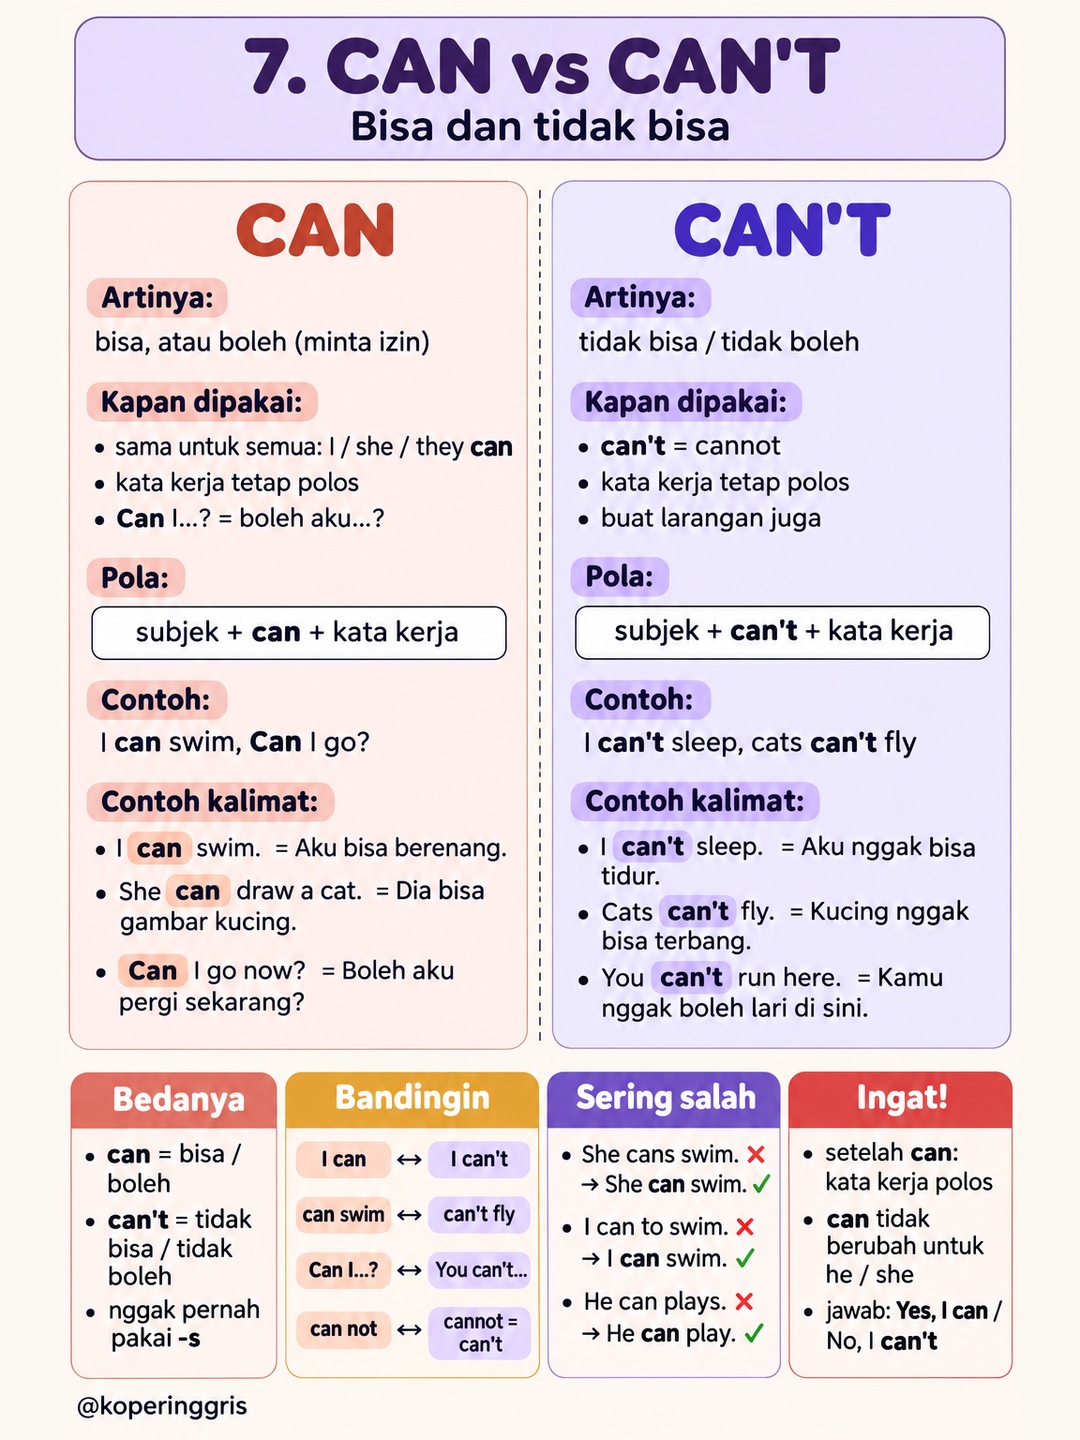 7. CAN vs CAN'T
Bisa dan tidak bisa
CAN
Artinya:
bisa, atau boleh (minta izin)
Kapan dipakai:
• sama untuk semua: I / she / they can
• kata kerja tetap polos
• Can I...? = boleh aku...?
Pola:
subjek + can + kata kerja
Contoh:
I can swim, Can I go?
Contoh kalimat:
• I can swim. = Aku bisa berenang.
• She can draw a cat. = Dia bisa
gambar kucing.
• Can I go now? = Boleh aku
pergi sekarang?
CAN'T
Artinya:
tidak bisa / tidak boleh
Kapan dipakai:
• can't = cannot
• kata kerja tetap polos
• buat larangan juga
Pola:
subjek + can't + kata kerja
Contoh:
I can't sleep, cats can't fly
Contoh kalimat:
• I can't sleep. = Aku nggak bisa
tidur.
• Cats can't fly. = Kucing nggak
bisa terbang.
• You can't run here. = Kamu
nggak boleh lari di sini.
Bedanya
• can = bisa /
boleh
• can't = tidak
bisa / tidak
boleh
• nggak pernah
pakai -s
Bandingin
I can ↔ I can't
can swim ↔ can't fly
Can I...? ↔ You can't...
can not ↔ cannot =
can't
Sering salah
• She cans swim. ❌
→ She can swim. ✓
• I can to swim. ❌
→ I can swim. ✓
• He can plays. ❌
→ He can play. ✓
Ingat!
• setelah can:
kata kerja polos
• can tidak
berubah untuk
he / she
• jawab: Yes, I can /
No, I can't
@koperinggris